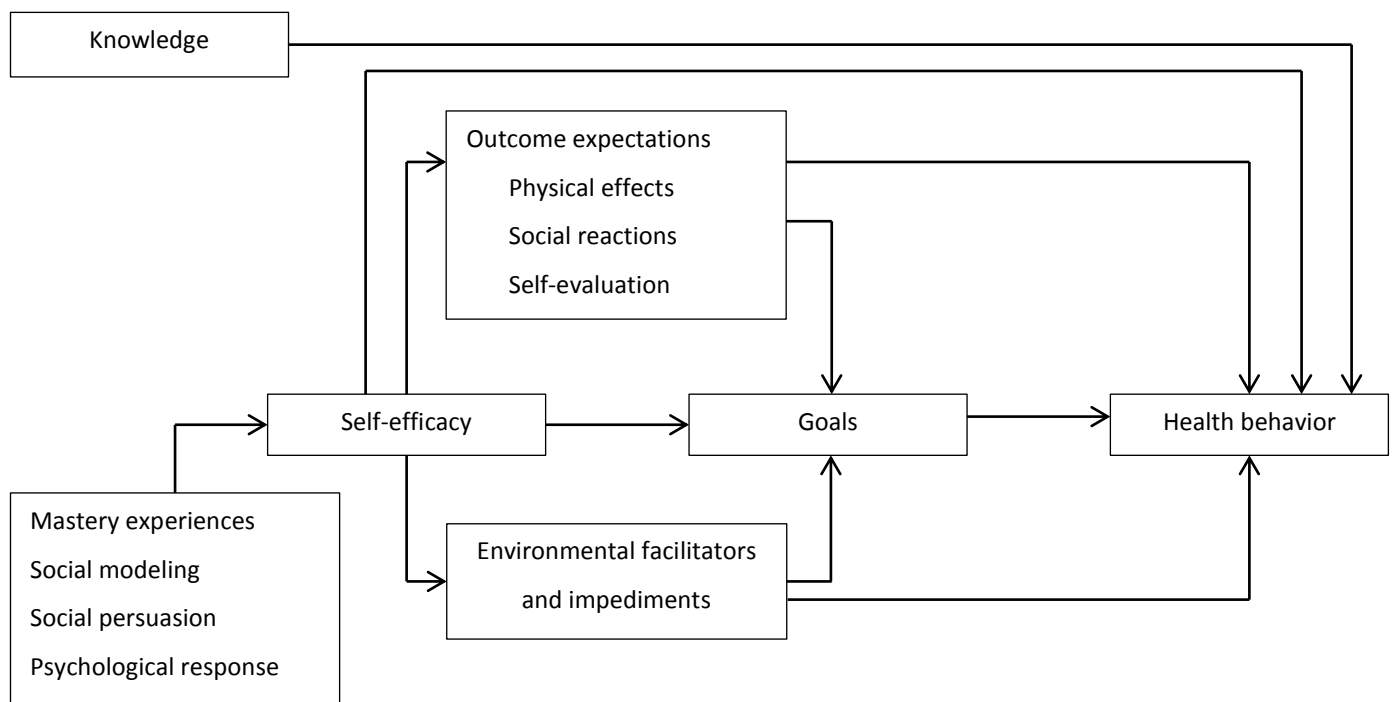 Knowledge
Outcome expectations
Physical effects
Social reactions
Self-evaluation
Self-efficacy
Goals
Health behavior
Mastery experiences
Social modeling
Social persuasion
Psychological response
Environmental facilitators
and impediments